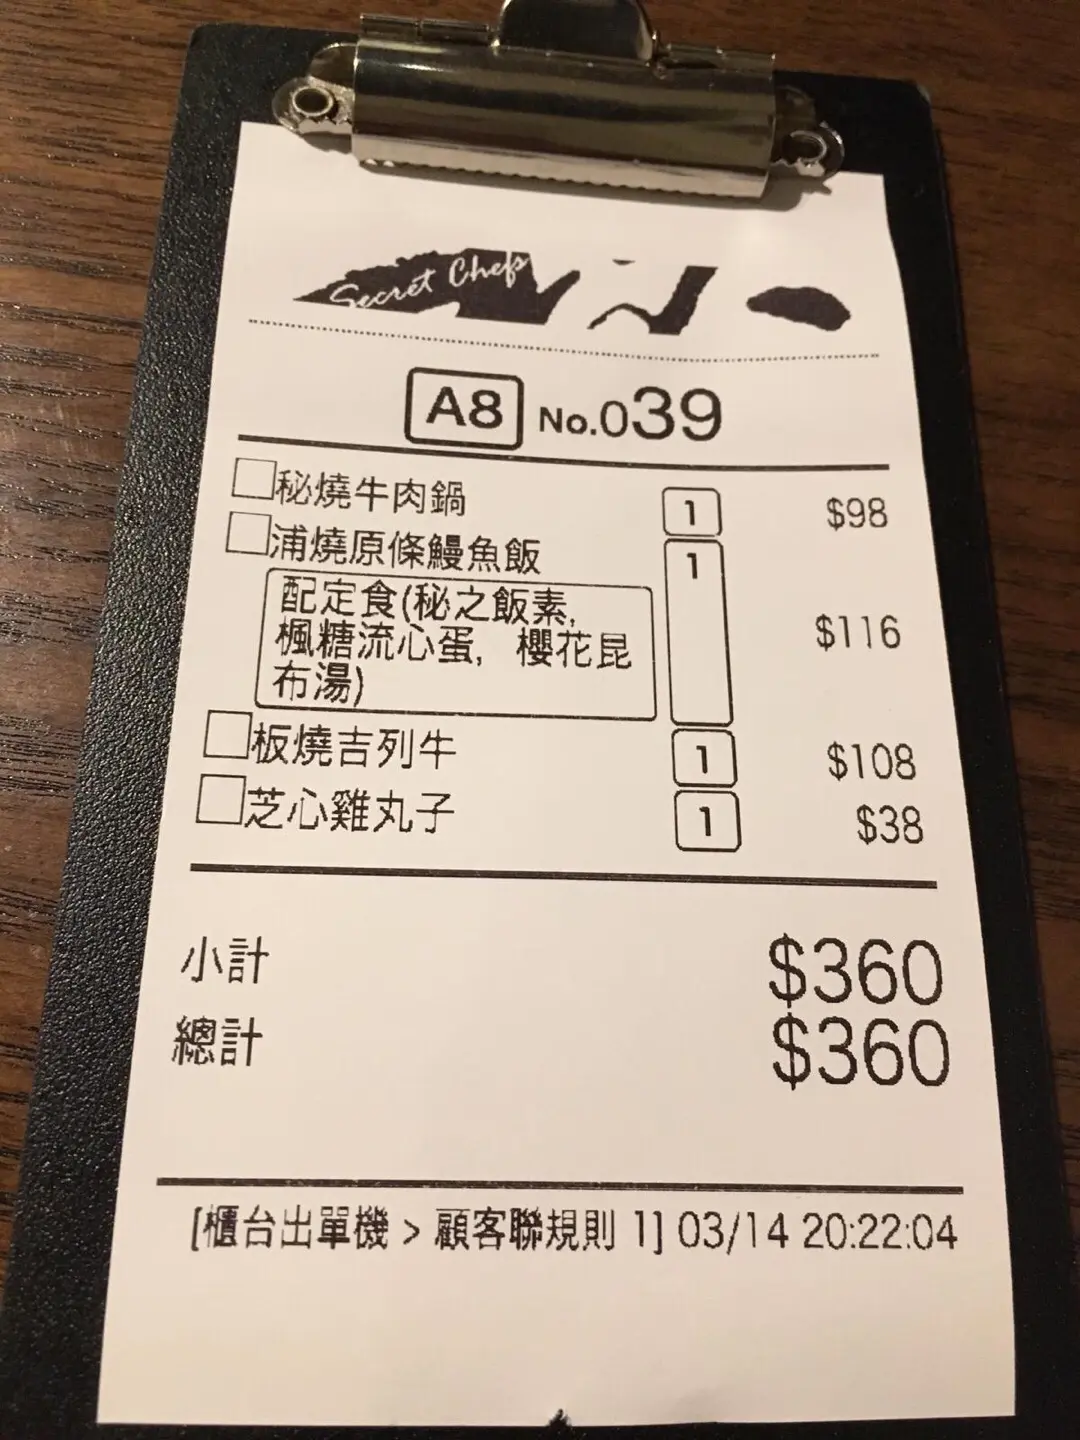 Secret Chefs
A8 No.039
秘燒牛肉鍋 1 $98
浦燒原條鰻魚飯 1 $116
配定食(秘之飯素,
楓糖流心蛋, 櫻花昆
布湯)
板燒吉列牛 1 $108
芝心雞丸子 1 $38
小計 $360
總計 $360
[櫃台出單機 > 顧客聯規則 1] 03/14 20:22:04